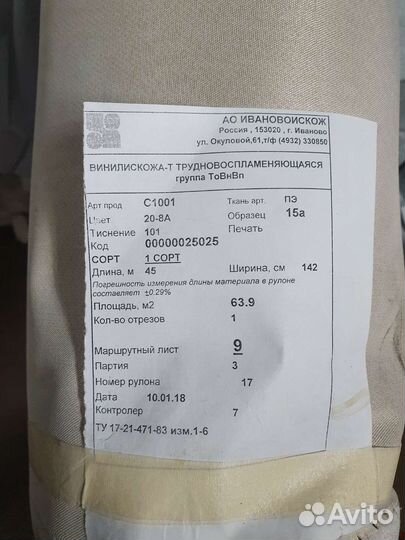 АО ИВАНОВОИСКОЖ
Россия , 153020 , г. Иваново
ул. Окуловой,61,т/ф (4932) 330850
ВИНИЛИСКОЖА-Т ТРУДНОВОСПЛАМЕНЯЮЩАЯСЯ
группа ТоВнВп
Арт прод С1001 Ткань арт. ПЭ
Цвет 20-8А Образец 15а
Тиснение 101 Печать
Код 00000025025
СОРТ 1 СОРТ
Длина, м 45 Ширина, см 142
Погрешность измерения длины материала в рулоне
составляет ±0.29%
Площадь, м2 63.9
Кол-во отрезов 1
Маршрутный лист 9
Партия 3
Номер рулона 17
Дата 10.01.18
Контролер 7
ТУ 17-21-471-83 изм.1-6
Avito